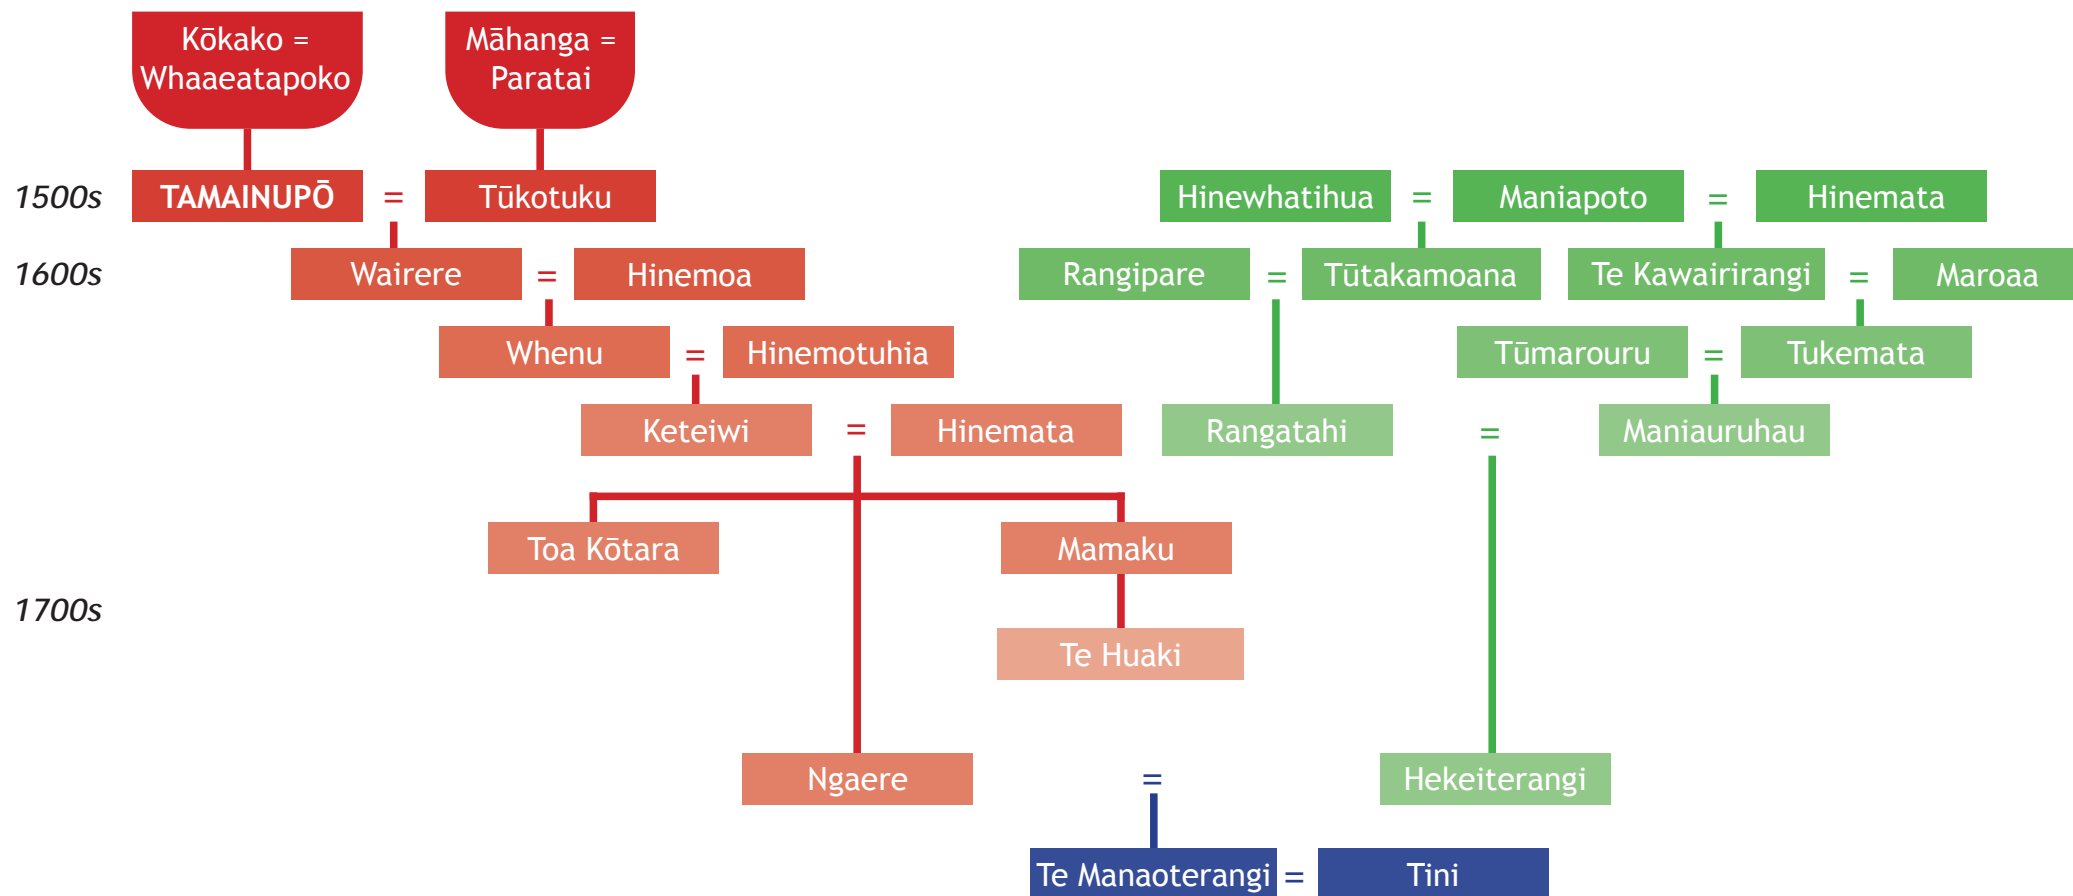 Kōkako =
Whaaeatapoko
Māhanga =
Paratai
1500s TAMAINUPŌ = Tūkotuku Hinewhatihua = Maniapoto = Hinemata
1600s Wairere = Hinemoa Rangipare = Tūtakamoana Te Kawairirangi = Maroaa
Whenu = Hinemotuhia Tūmarouru = Tukemata
Keteiwi = Hinemata Rangatahi = Maniauruhau
Toa Kōtara Mamaku
1700s
Te Huaki
Ngaere = Hekeiterangi
Te Manaoterangi = Tini